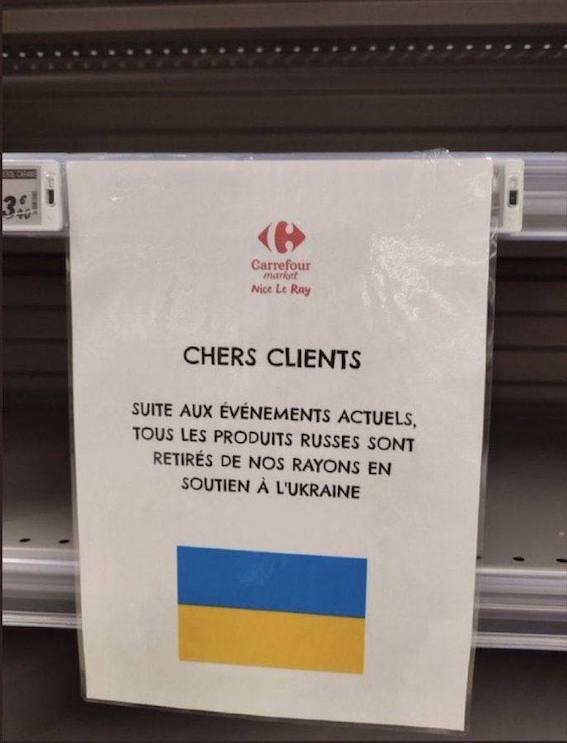 3
Carrefour
market
Nice Le Ray
CHERS CLIENTS
SUITE AUX ÉVÉNEMENTS ACTUELS,
TOUS LES PRODUITS RUSSES SONT
RETIRÉS DE NOS RAYONS EN
SOUTIEN À L'UKRAINE